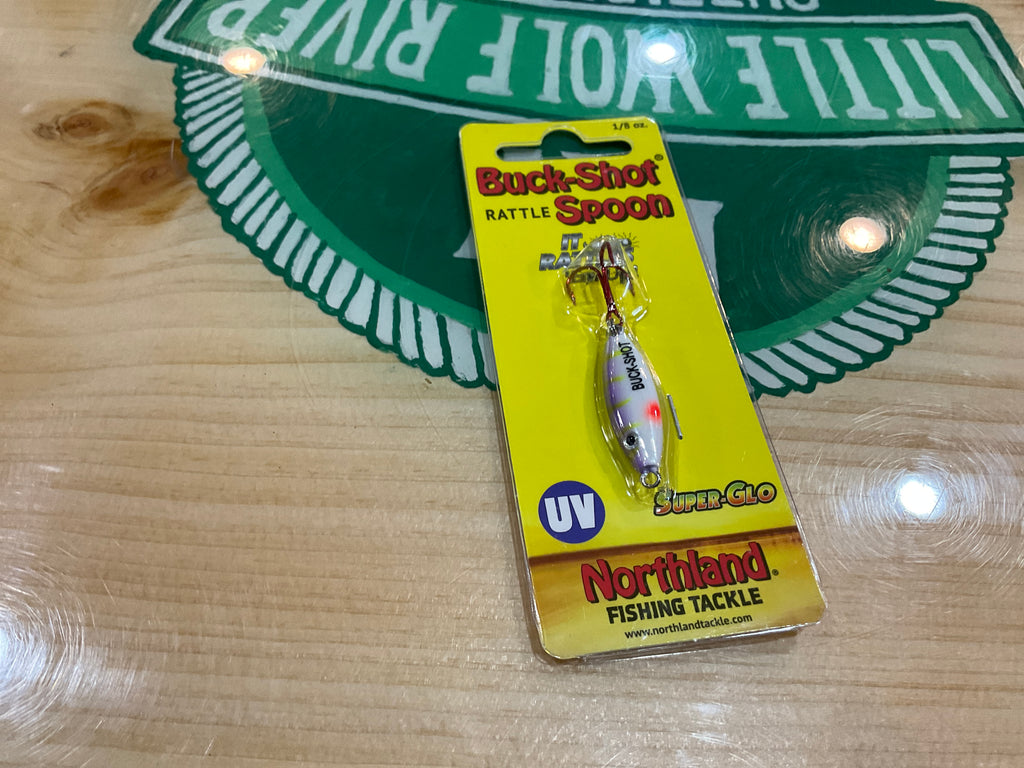 LITTLE WOLF RIVER
1/8 oz.
Buck-Shot®
RATTLE Spoon
IT
BUCK-SHOT
UV
Super-Glo
Northland®
FISHING TACKLE
www.northlandtackle.com